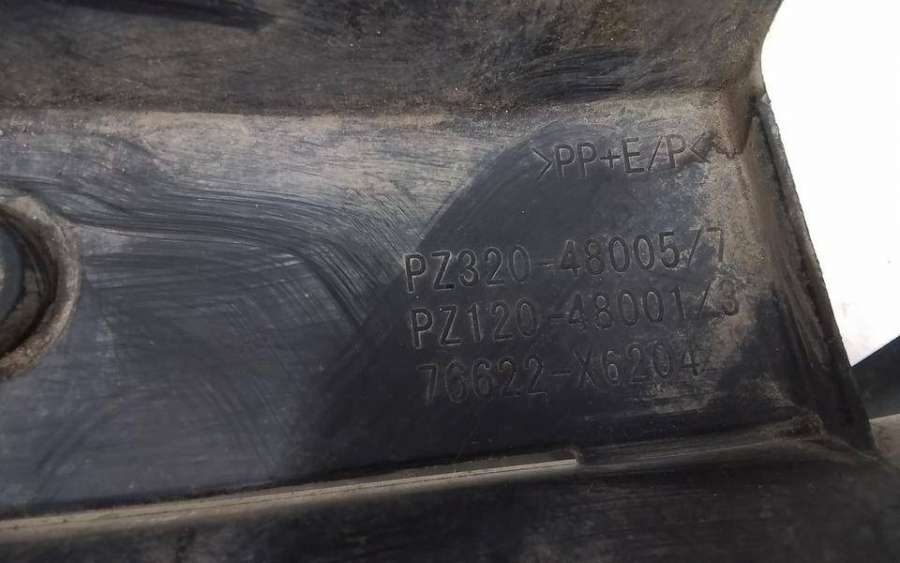 >PP+E/P<
PZ320-48005/7
PZ120-48001/3
76622-X6204